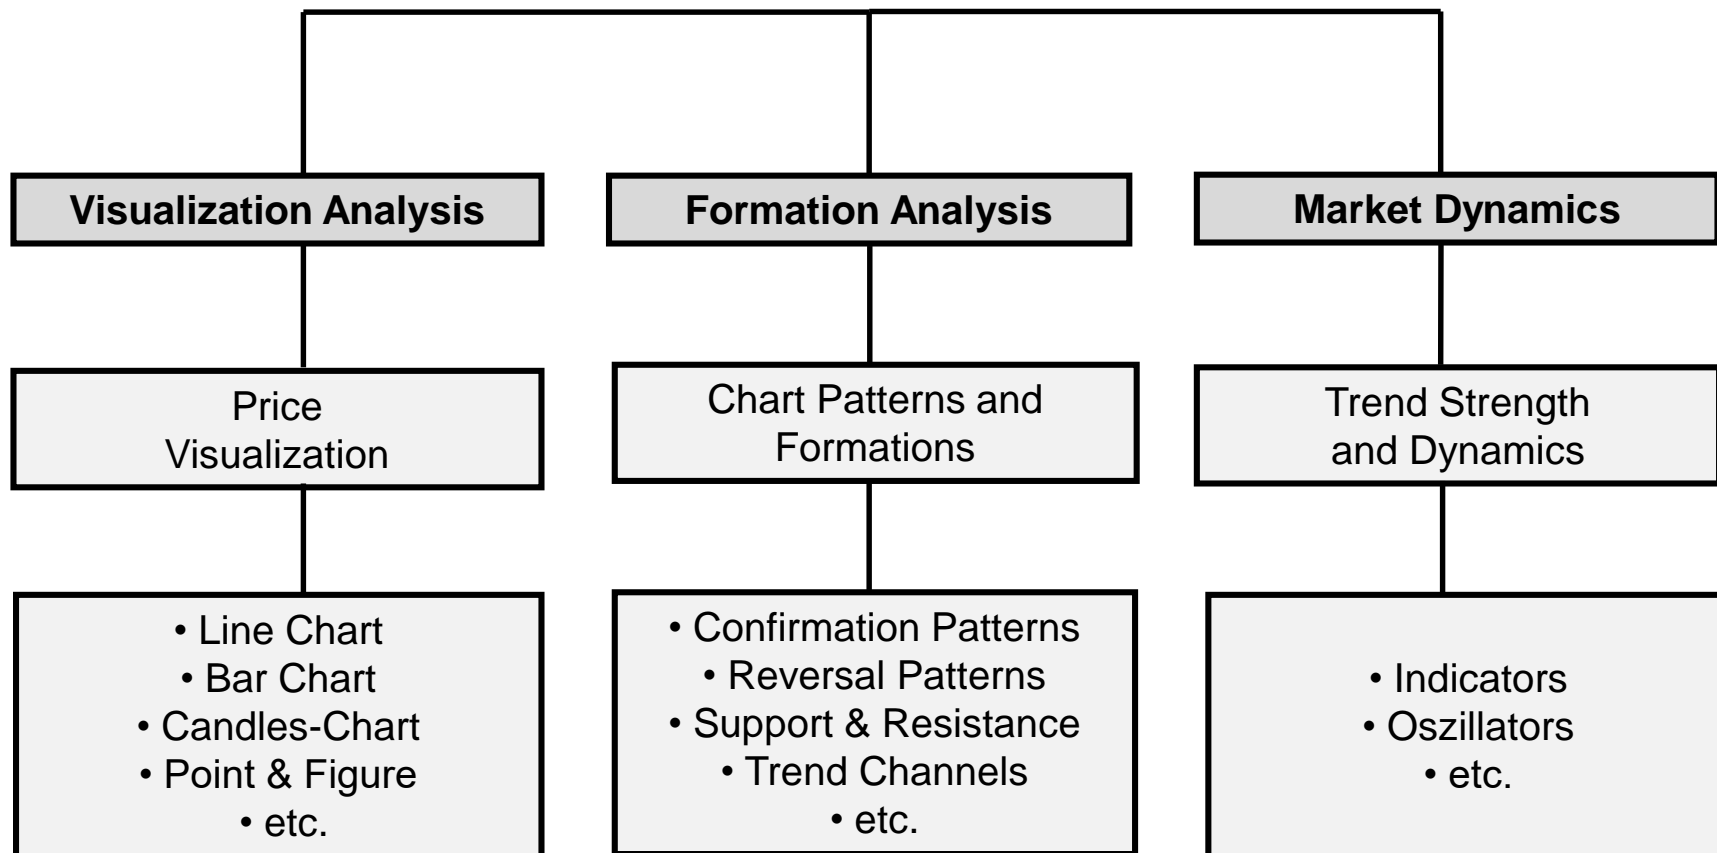 Visualization Analysis
Formation Analysis
Market Dynamics
Price
Visualization
Chart Patterns and
Formations
Trend Strength
and Dynamics
• Line Chart
• Bar Chart
• Candles-Chart
• Point & Figure
• etc.
• Confirmation Patterns
• Reversal Patterns
• Support & Resistance
• Trend Channels
• etc.
• Indicators
• Oszillators
• etc.